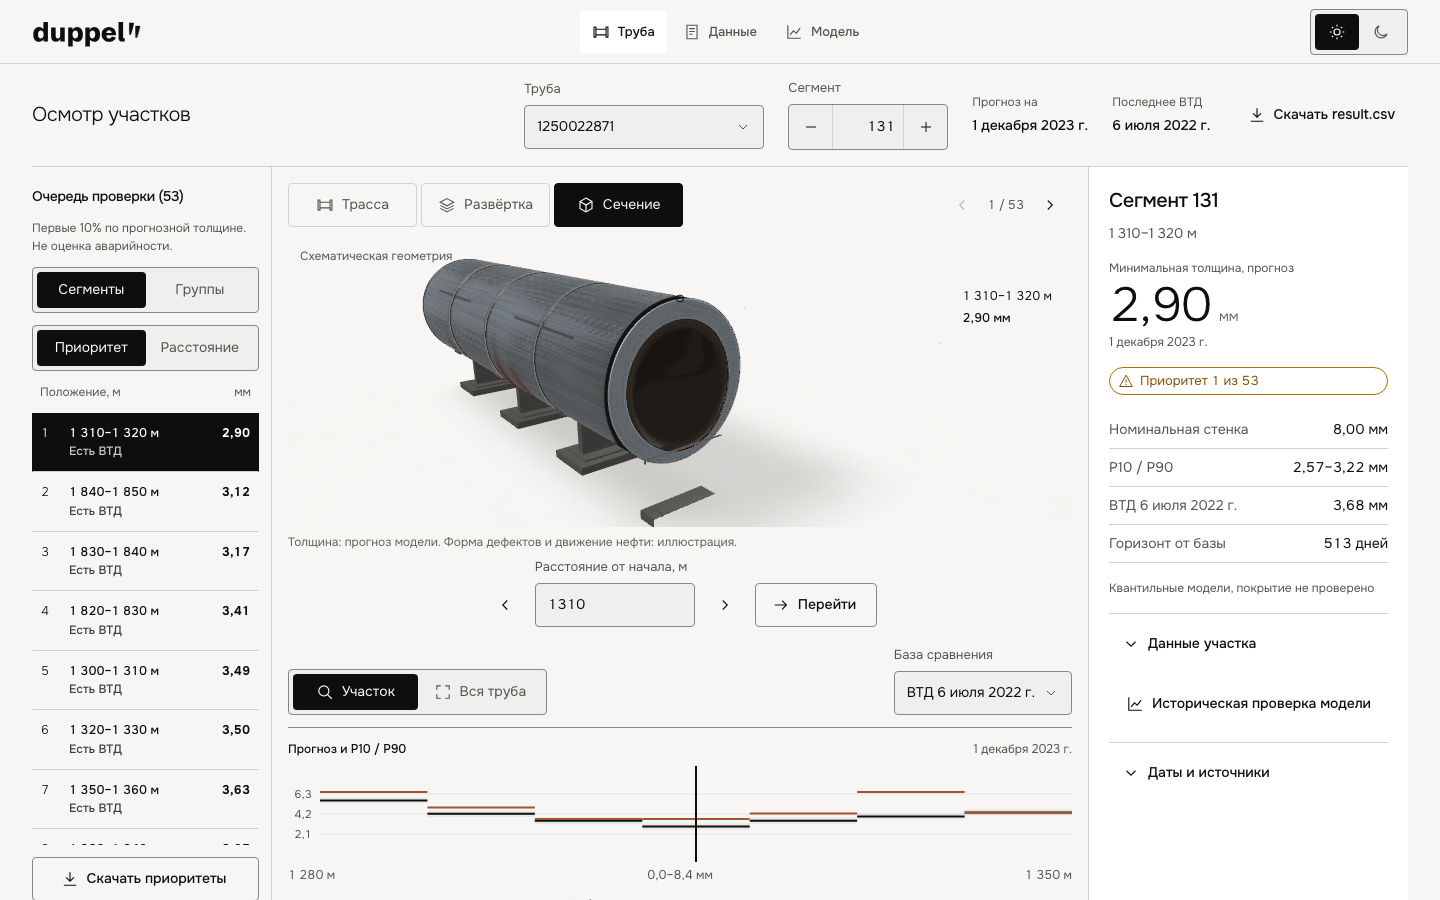 duppel
Труба
Данные
Модель
Осмотр участков
Труба
1250022871
Сегмент
131
Прогноз на
1 декабря 2023 г.
Последнее ВТД
6 июля 2022 г.
Скачать result.csv
Очередь проверки (53)
Первые 10% по прогнозной толщине.
Не оценка аварийности.
Сегменты
Группы
Приоритет
Расстояние
Положение, м
мм
1 1 310–1 320 м 2,90
Есть ВТД
2 1 840–1 850 м 3,12
Есть ВТД
3 1 830–1 840 м 3,17
Есть ВТД
4 1 820–1 830 м 3,41
Есть ВТД
5 1 300–1 310 м 3,49
Есть ВТД
6 1 320–1 330 м 3,50
Есть ВТД
7 1 350–1 360 м 3,63
Есть ВТД
Скачать приоритеты
Трасса
Развёртка
Сечение
1 / 53
Схематическая геометрия
1 310–1 320 м
2,90 мм
Толщина: прогноз модели. Форма дефектов и движение нефти: иллюстрация.
Расстояние от начала, м
1310
Перейти
Участок
Вся труба
База сравнения
ВТД 6 июля 2022 г.
Прогноз и P10 / P90
1 декабря 2023 г.
6,3
4,2
2,1
1 280 м
0,0–8,4 мм
1 350 м
Сегмент 131
1 310–1 320 м
Минимальная толщина, прогноз
2,90 мм
1 декабря 2023 г.
Приоритет 1 из 53
Номинальная стенка 8,00 мм
P10 / P90 2,57–3,22 мм
ВТД 6 июля 2022 г. 3,68 мм
Горизонт от базы 513 дней
Квантильные модели, покрытие не проверено
Данные участка
Историческая проверка модели
Даты и источники